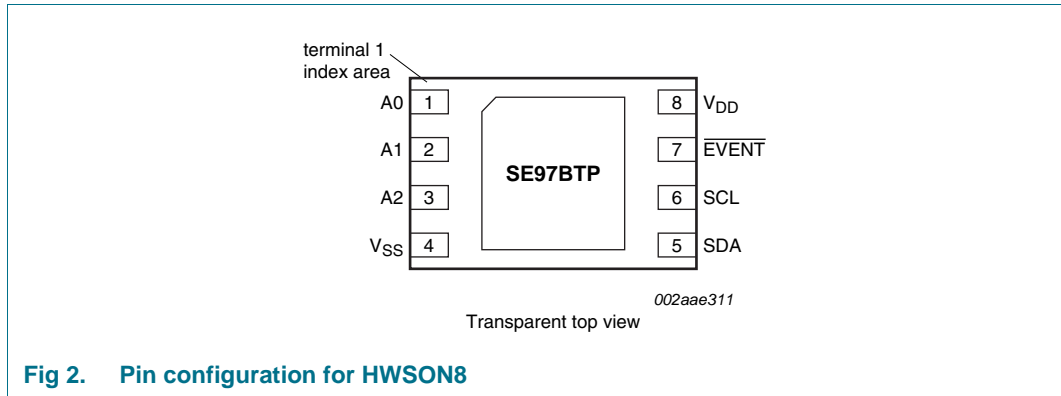 terminal 1
index area
A0 1 8 VDD
A1 2 7 EVENT
SE97BTP
A2 3 6 SCL
VSS 4 5 SDA
002aae311
Transparent top view
Fig 2. Pin configuration for HWSON8